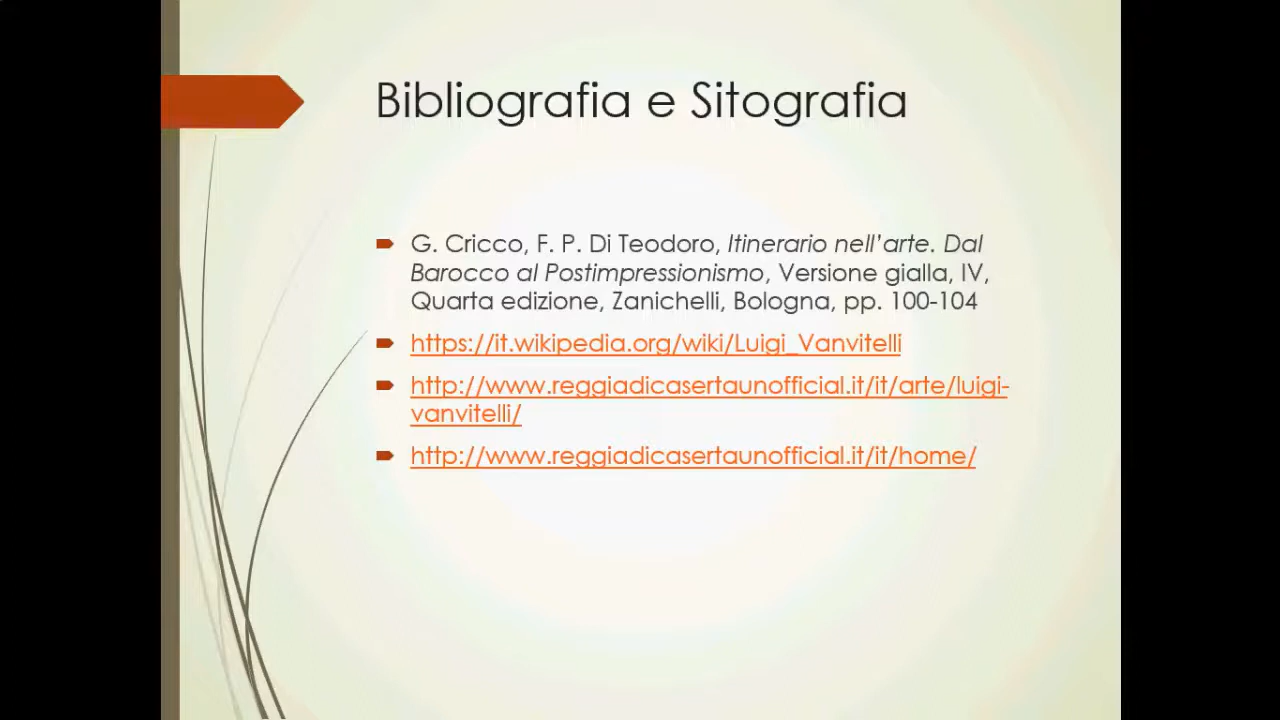 Bibliografia e Sitografia
G. Cricco, F. P. Di Teodoro, Itinerario nell’arte. Dal
Barocco al Postimpressionismo, Versione gialla, IV,
Quarta edizione, Zanichelli, Bologna, pp. 100-104
https://it.wikipedia.org/wiki/Luigi_Vanvitelli
http://www.reggiadicasertaunofficial.it/it/arte/luigi-
vanvitelli/
http://www.reggiadicasertaunofficial.it/it/home/